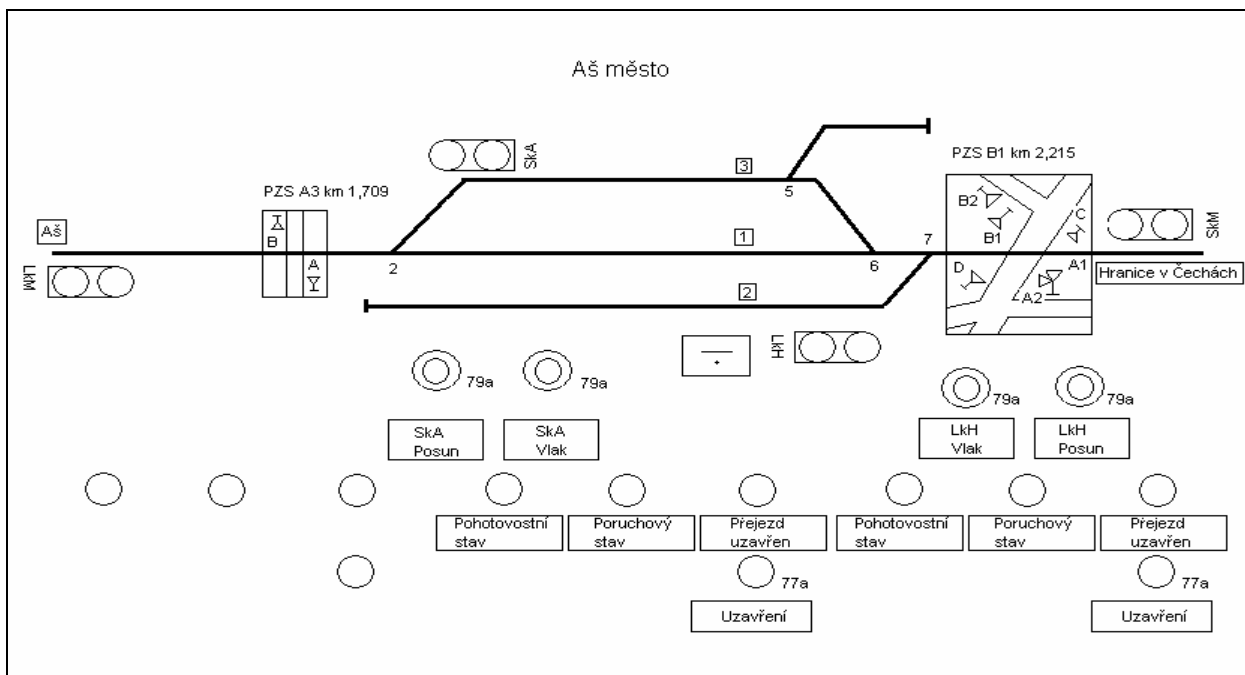 Aš město
SkA
3
5
PZS B1 km 2,215
PZS A3 km 1,709
B2
B1
C
SkM
Aš
B
A
1
7
D
A1
A2
2
6
Hranice v Čechách
LkM
2
LkH
79a
79a
79a
79a
SkA
Posun
SkA
Vlak
LkH
Vlak
LkH
Posun
Pohotovostní
stav
Poruchový
stav
Přejezd
uzavřen
Pohotovostní
stav
Poruchový
stav
Přejezd
uzavřen
77a
77a
Uzavření
Uzavření